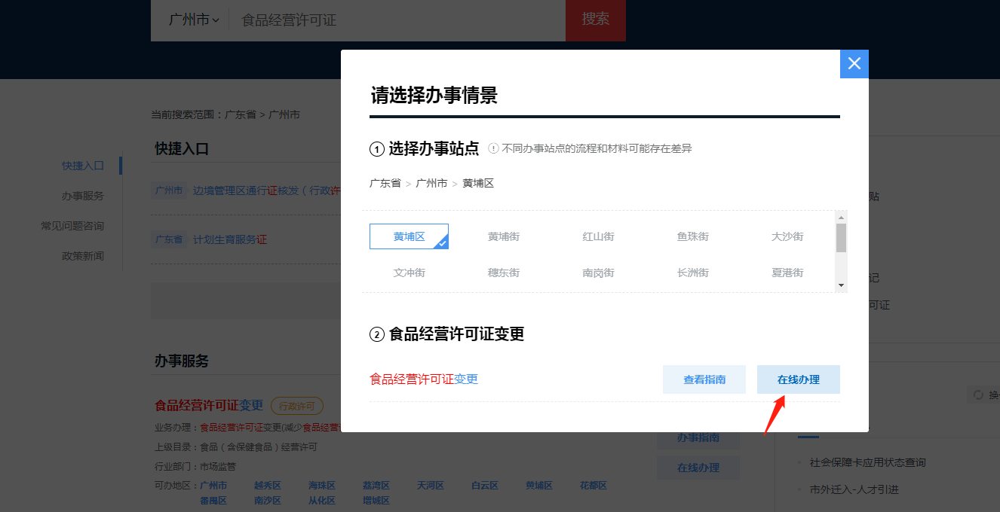 广州市
食品经营许可证
搜索
当前搜索范围：广东省 > 广州市
快捷入口
快捷入口
办事服务
常见问题咨询
政策新闻
广州市 边境管理区通行证核发（行政许
广东省 计划生育服务证
请选择办事情景
1 选择办事站点 不同办事站点的流程和材料可能存在差异
广东省 > 广州市 > 黄埔区
黄埔区 黄埔街 红山街 鱼珠街 大沙街
文冲街 穗东街 南岗街 长洲街 夏港街
2 食品经营许可证变更
食品经营许可证变更 查看指南 在线办理
贴
记
可证
办事服务
食品经营许可证变更 行政许可
业务办理：食品经营许可证变更(减少食品经营
上级目录：食品（含保健食品）经营许可
行业部门：市场监管
可办地区：广州市 越秀区 海珠区 荔湾区 天河区 白云区 黄埔区 花都区
番禺区 南沙区 从化区 增城区
办事指南
在线办理
换
社会保障卡应用状态查询
市外迁入-人才引进